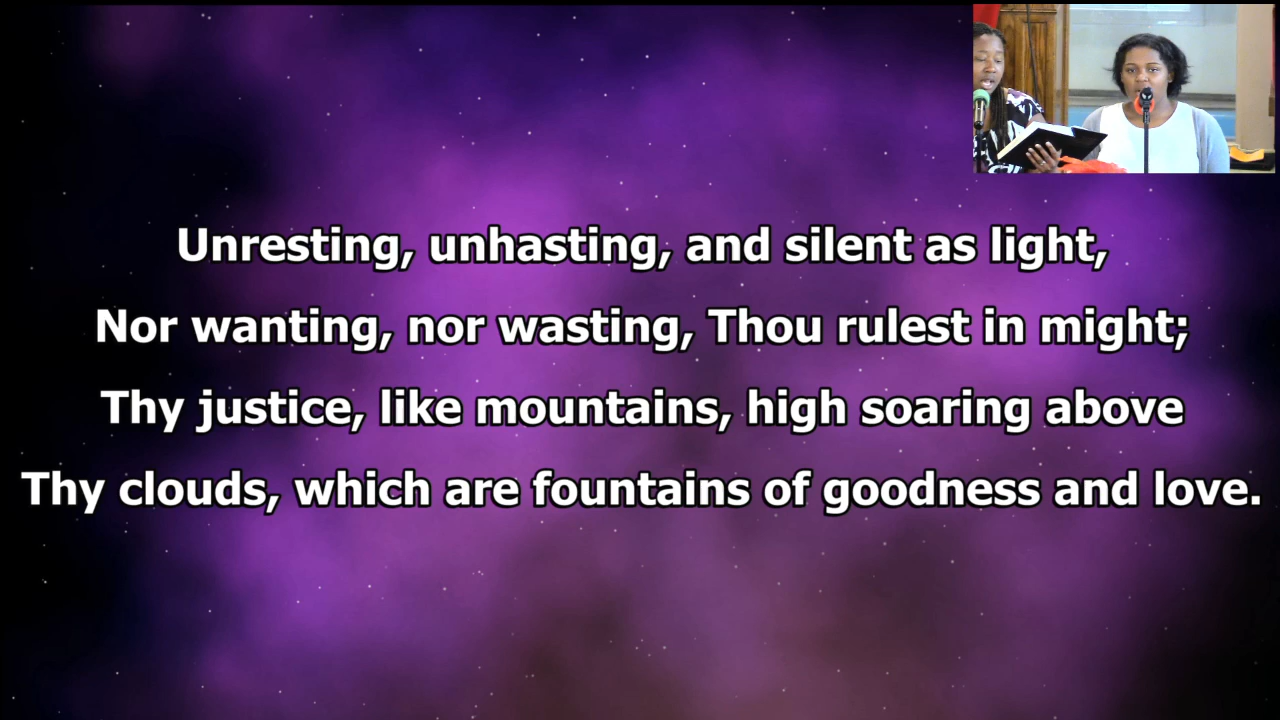 Unresting, unhasting, and silent as light,
Nor wanting, nor wasting, Thou rulest in might;
Thy justice, like mountains, high soaring above
Thy clouds, which are fountains of goodness and love.